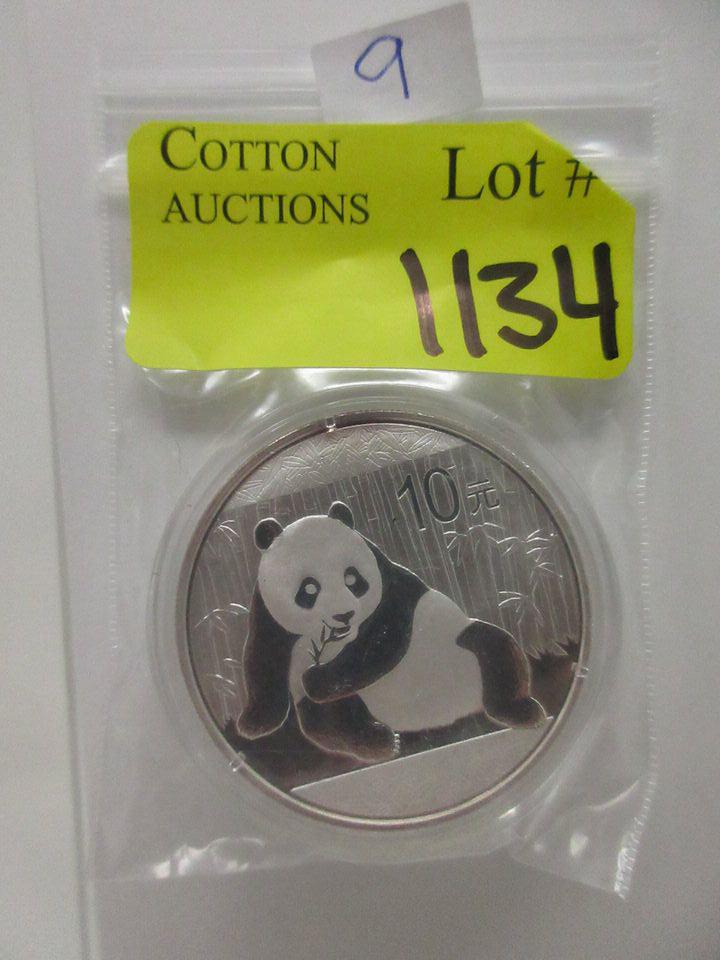 9
COTTON
AUCTIONS
Lot #
1134
10元